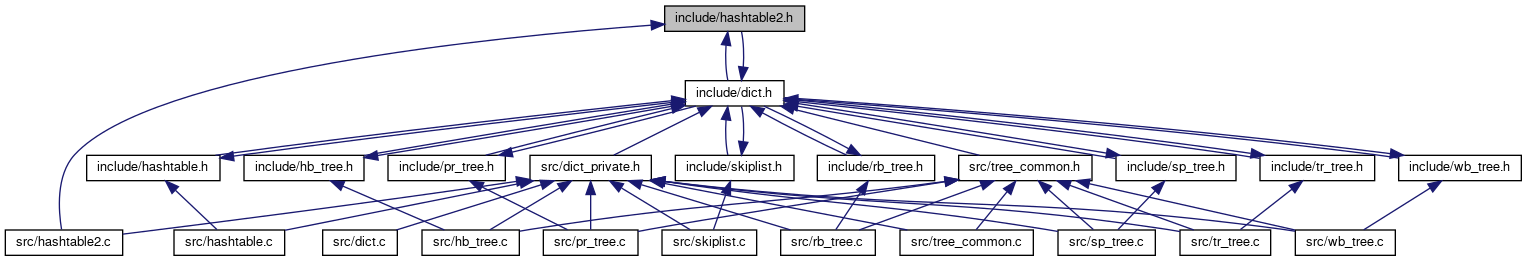 include/hashtable2.h
include/dict.h
include/hashtable.h
include/hb_tree.h
include/pr_tree.h
src/dict_private.h
include/skiplist.h
include/rb_tree.h
src/tree_common.h
include/sp_tree.h
include/tr_tree.h
include/wb_tree.h
src/hashtable2.c
src/hashtable.c
src/dict.c
src/hb_tree.c
src/pr_tree.c
src/skiplist.c
src/rb_tree.c
src/tree_common.c
src/sp_tree.c
src/tr_tree.c
src/wb_tree.c